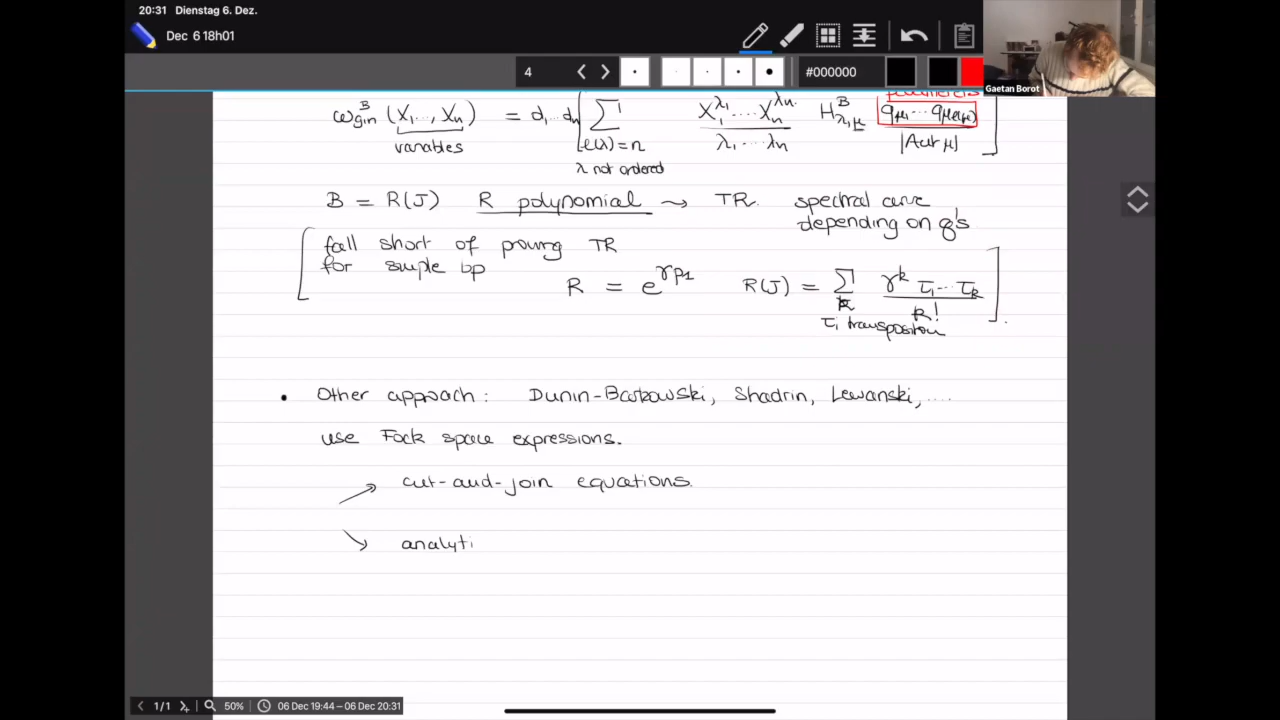 20:31 Dienstag 6. Dez.
Dec 6 18h01
4 #000000
Gaetan Borot
parameters
ω^B_{g,n} (X_1..., X_n) = d_1...d_n [ ∑ X_1^{λ_1}....X_n^{λ_n} / λ_1...λ_n H^B_{λ,μ} q_{μ_1}...q_{μ_{ℓ(μ)}} / |Aut μ| ]
variables
ℓ(λ)=n
λ not ordered
B = R(J) R polynomial ⇝ TR. spectral curve
depending on q's
[ fall short of proving TR
for simple bp
R = e^{γp_1} R(J) = ∑ γ^k τ_1...τ_k / k! ].
k
τ_i transposition
• Other approach: Dunin-Barkowski, Shadrin, Lewanski, ....
use Fock space expressions.
↗ cut-and-join equations.
↘ analyti
1/1 50% 06 Dec 19:44 – 06 Dec 20:31